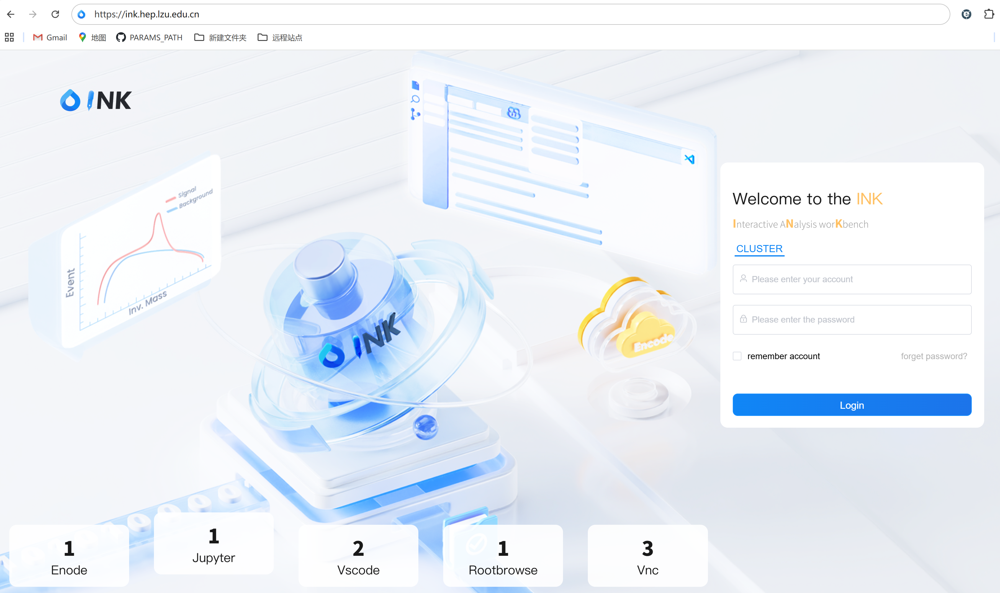 https://ink.hep.lzu.edu.cn
Gmail
地图
PARAMS_PATH
新建文件夹
远程站点
INK
Signal
Background
Event
Inv. Mass
INK
Encode
Welcome to the INK
Interactive ANalysis worKbench
CLUSTER
Please enter your account
Please enter the password
remember account
forget password?
Login
1
Enode
1
Jupyter
2
Vscode
1
Rootbrowse
3
Vnc